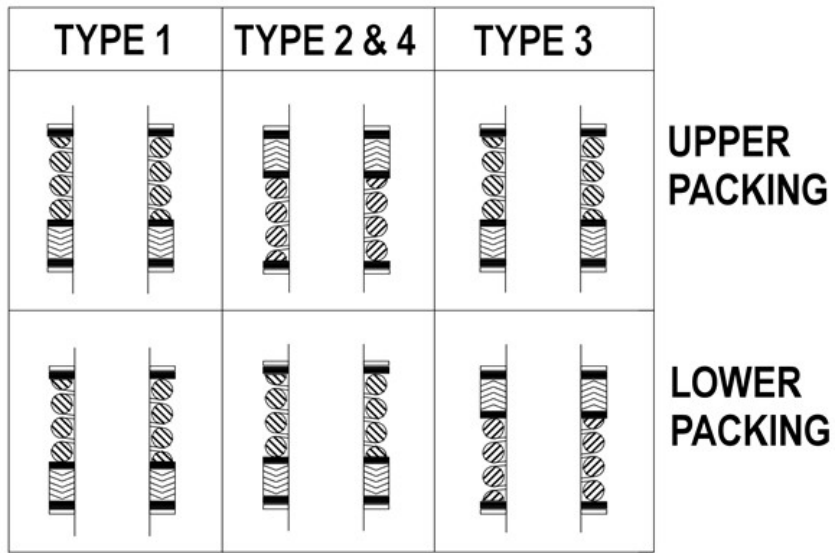 TYPE 1
TYPE 2 & 4
TYPE 3
UPPER
PACKING
LOWER
PACKING